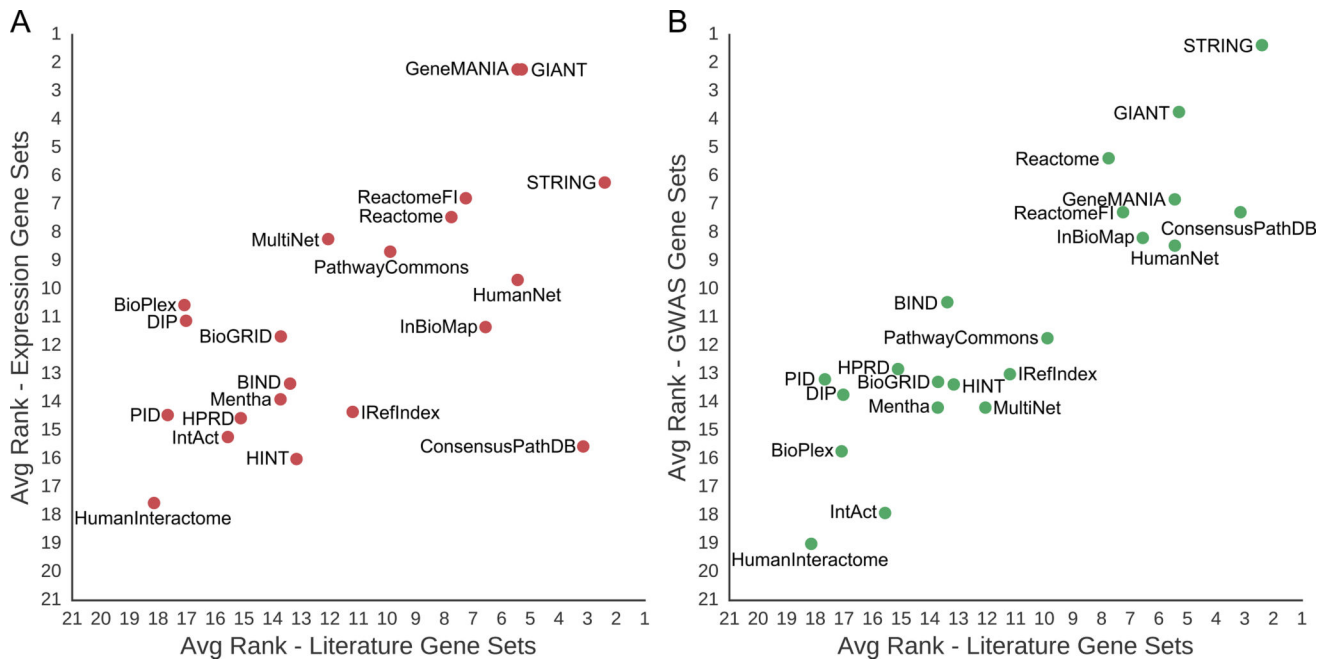 A
Avg Rank - Expression Gene Sets
1
2
3
4
5
6
7
8
9
10
11
12
13
14
15
16
17
18
19
20
21
GeneMANIA
GIANT
STRING
ReactomeFI
Reactome
MultiNet
PathwayCommons
HumanNet
BioPlex
DIP
BioGRID
InBioMap
BIND
Mentha
PID
HPRD
IRefIndex
IntAct
HINT
ConsensusPathDB
HumanInteractome
21 20 19 18 17 16 15 14 13 12 11 10 9 8 7 6 5 4 3 2 1
Avg Rank - Literature Gene Sets
B
Avg Rank - GWAS Gene Sets
1
2
3
4
5
6
7
8
9
10
11
12
13
14
15
16
17
18
19
20
21
STRING
GIANT
Reactome
GeneMANIA
ReactomeFI
ConsensusPathDB
InBioMap
HumanNet
BIND
PathwayCommons
HPRD
PID
BioGRID
HINT
IRefIndex
DIP
Mentha
MultiNet
BioPlex
IntAct
HumanInteractome
21 20 19 18 17 16 15 14 13 12 11 10 9 8 7 6 5 4 3 2 1
Avg Rank - Literature Gene Sets